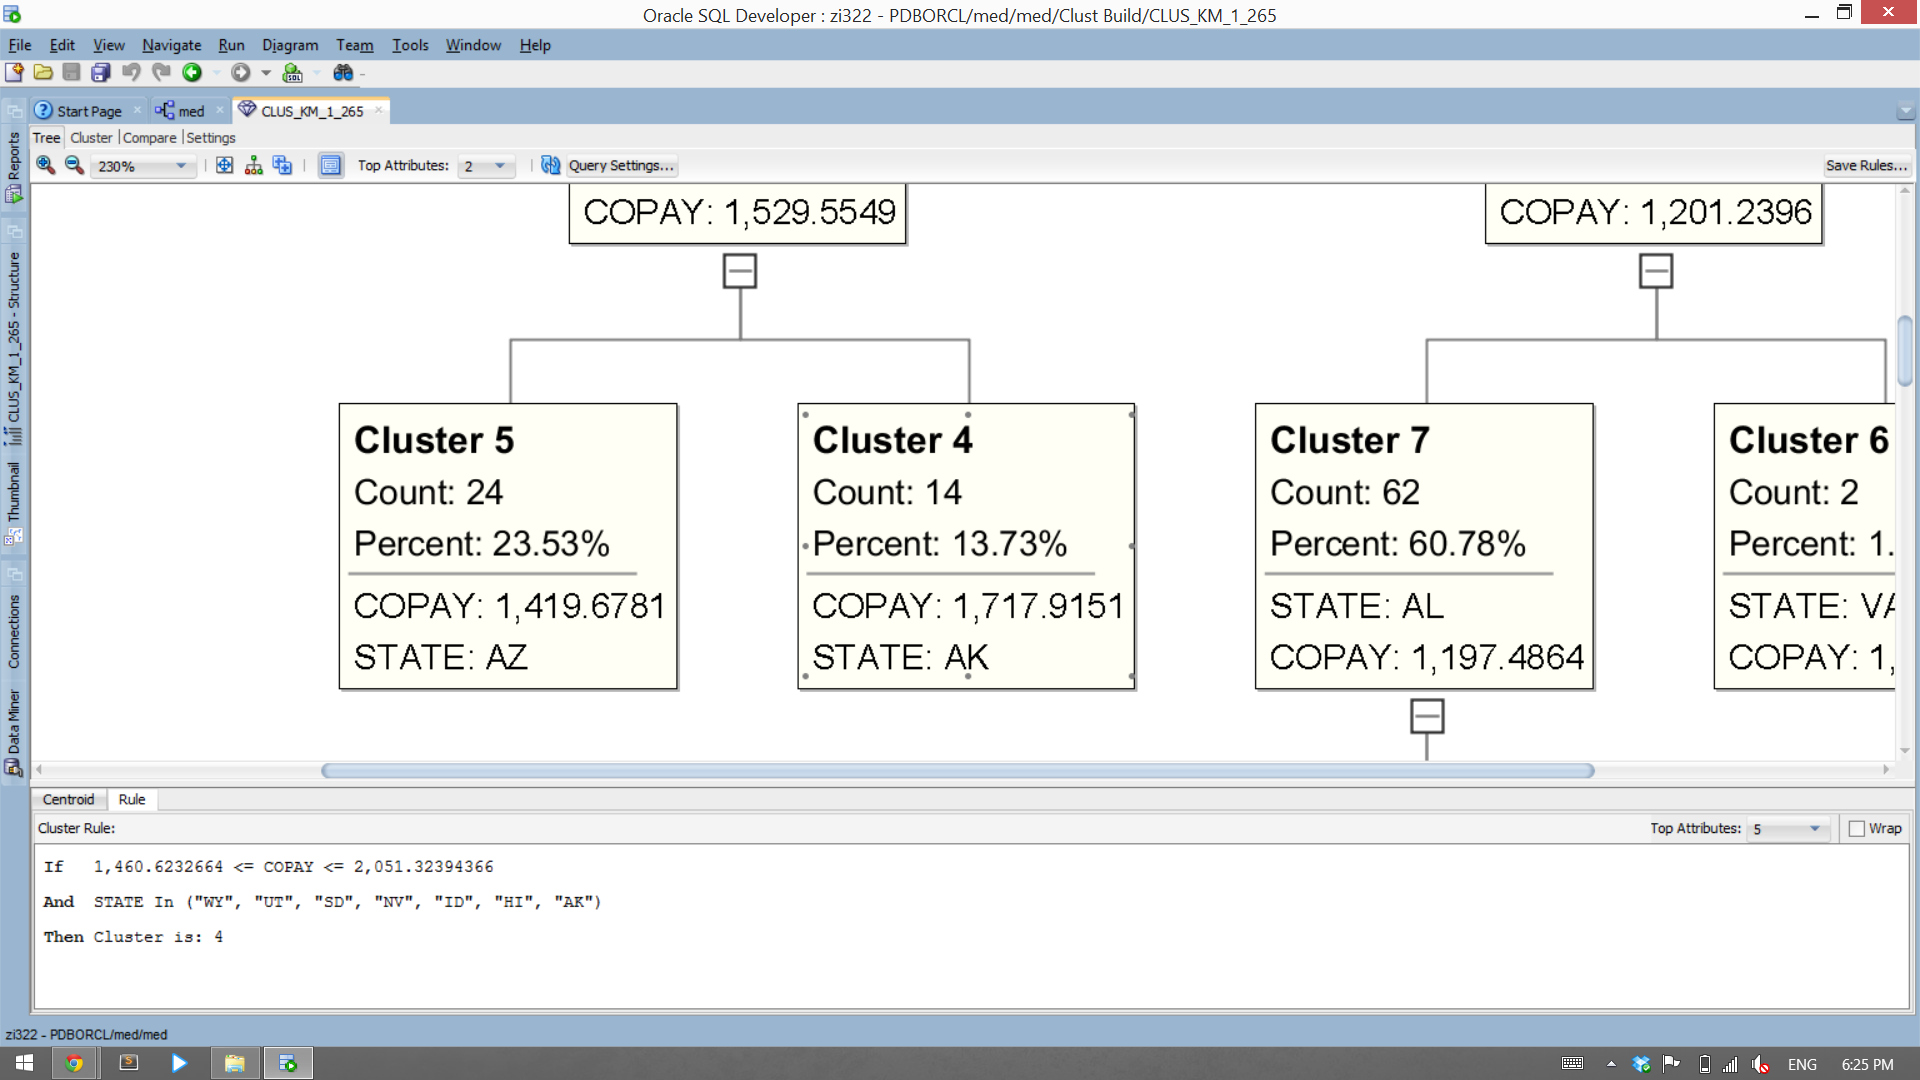 Oracle SQL Developer : zi322 - PDBORCL/med/med/Clust Build/CLUS_KM_1_265
File Edit View Navigate Run Diagram Team Tools Window Help
Start Page med CLUS_KM_1_265
Tree Cluster Compare Settings
230% Top Attributes: 2 Query Settings... Save Rules...
Reports
CLUS_KM_1_265 - Structure
Thumbnail
Connections
Data Miner
COPAY: 1,529.5549
COPAY: 1,201.2396
Cluster 5
Count: 24
Percent: 23.53%
COPAY: 1,419.6781
STATE: AZ
Cluster 4
Count: 14
Percent: 13.73%
COPAY: 1,717.9151
STATE: AK
Cluster 7
Count: 62
Percent: 60.78%
STATE: AL
COPAY: 1,197.4864
Cluster 6
Count: 2
Percent: 1.
STATE: VA
COPAY: 1,
Centroid Rule
Cluster Rule: Top Attributes: 5 Wrap
If 1,460.6232664 <= COPAY <= 2,051.32394366
And STATE In ("WY", "UT", "SD", "NV", "ID", "HI", "AK")
Then Cluster is: 4
zi322 - PDBORCL/med/med
ENG 6:25 PM